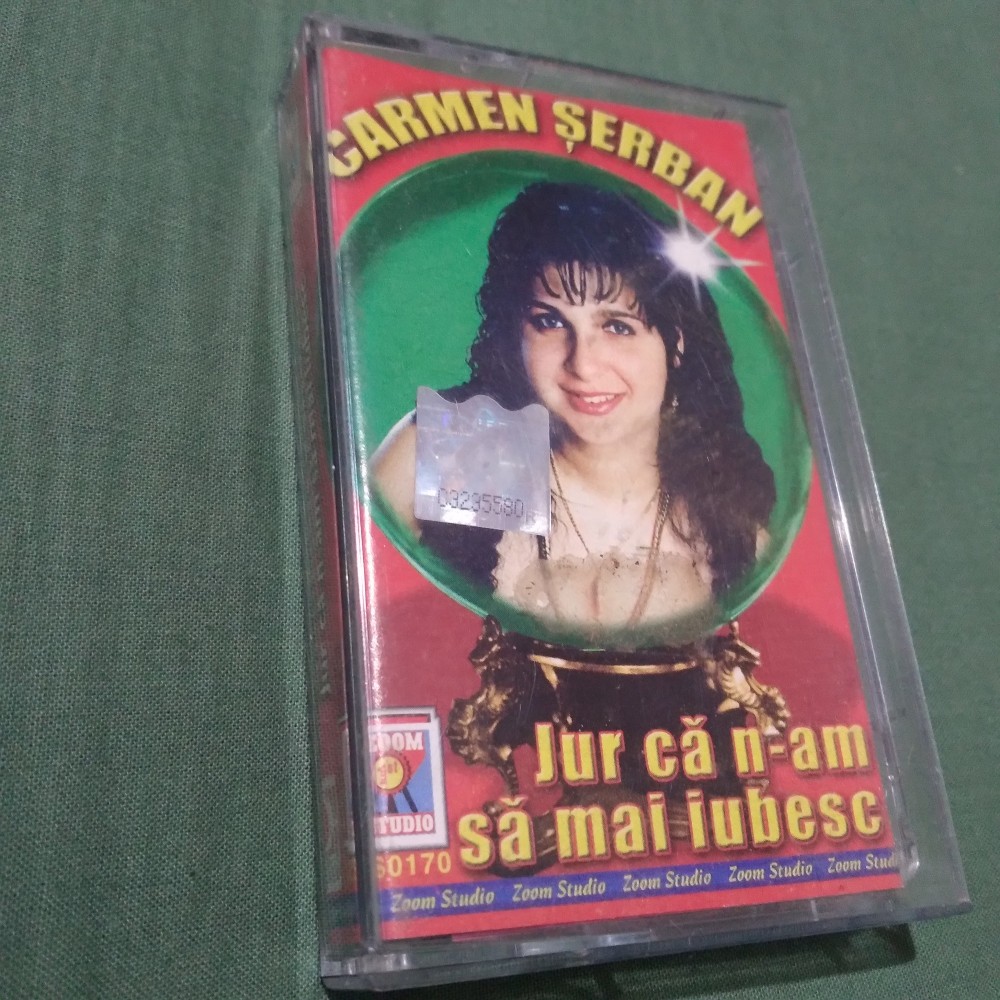 CARMEN ȘERBAN
03235580
Jur că n-am
să mai iubesc
ZOOM
STUDIO
0170
Zoom Studio Zoom Studio Zoom Studio Zoom Studio Zoom Stud